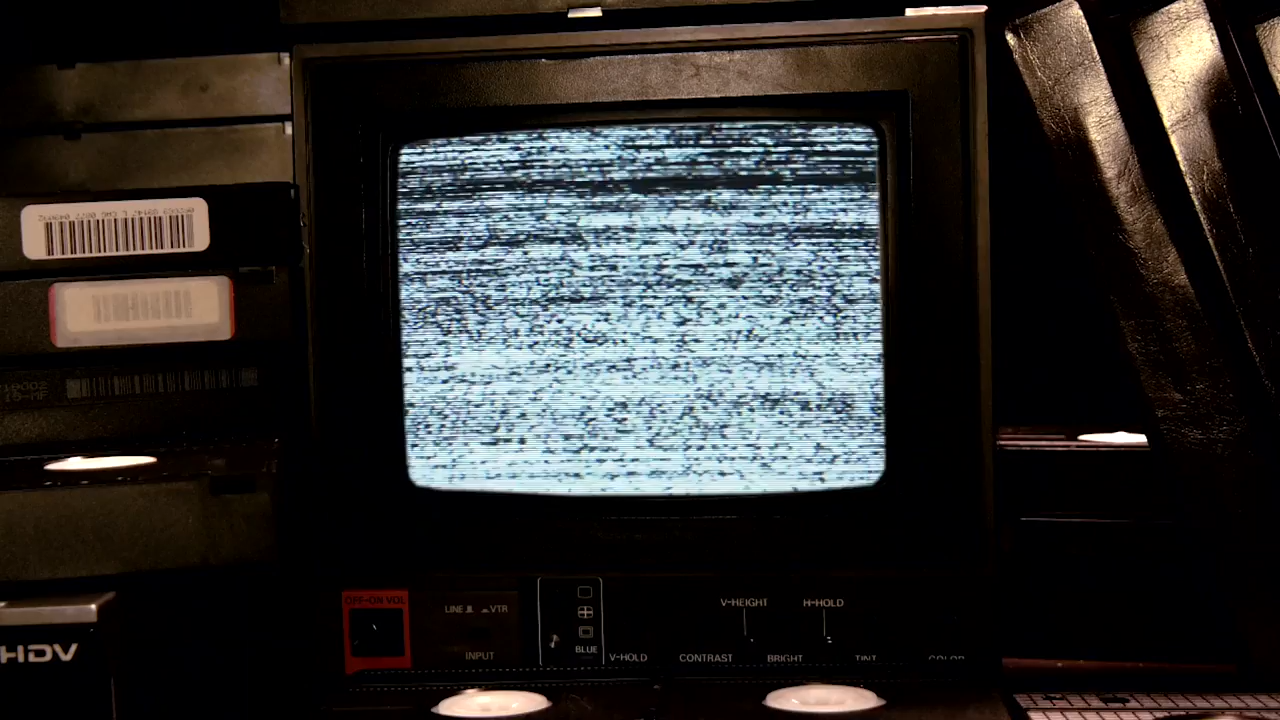 HDV
OFF-ON VOL
LINE
VTR
INPUT
BLUE
V-HOLD
V-HEIGHT
H-HOLD
CONTRAST
BRIGHT
TINT
COLOR